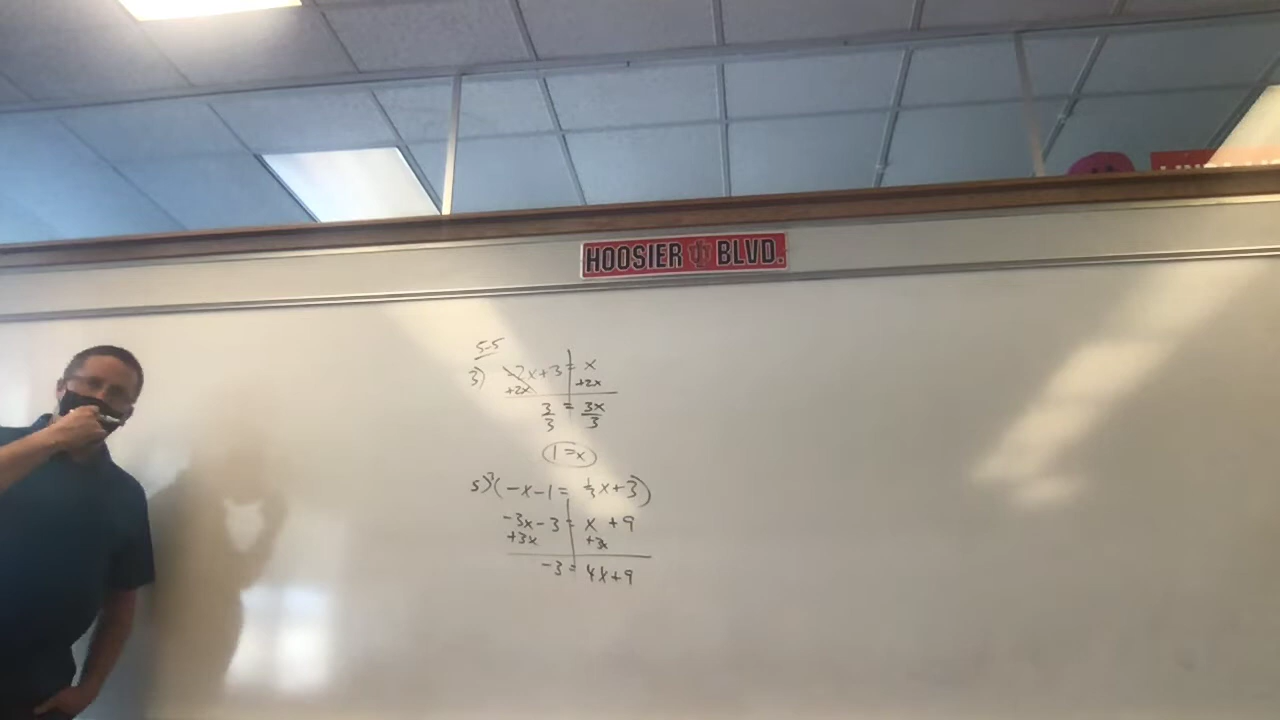 HOOSIER BLVD.
5-5
3) -2x+3 = x
+2x +2x
3/3 = 3x/3
1=x
5) 3(-x-1= 1/3x+3)
-3x-3 = x +9
+3x +3x
-3 = 4x+9